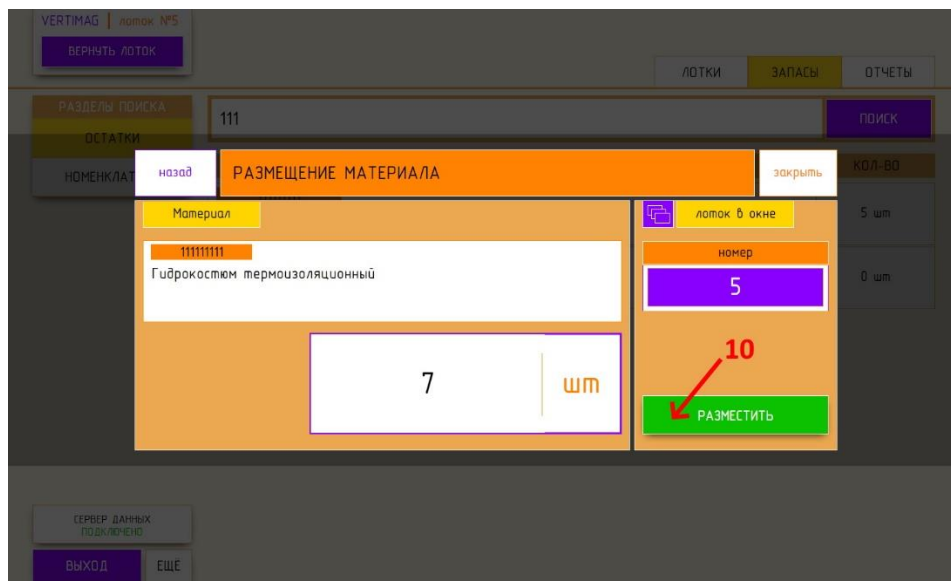 VERTIMAG | лоток №5
ВЕРНУТЬ ЛОТОК
ЛОТКИ ЗАПАСЫ ОТЧЕТЫ
РАЗДЕЛЫ ПОИСКА
111 ПОИСК
ОСТАТКИ
НОМЕНКЛАТ
КОЛ-ВО
назад РАЗМЕЩЕНИЕ МАТЕРИАЛА закрыть
Материал лоток в окне
5 шт
111111111
номер
Гидрокостюм термоизоляционный
5
0 шт
10
7 шт
РАЗМЕСТИТЬ
СЕРВЕР ДАННЫХ
ПОДКЛЮЧЕНО
ВЫХОД ЕЩЁ